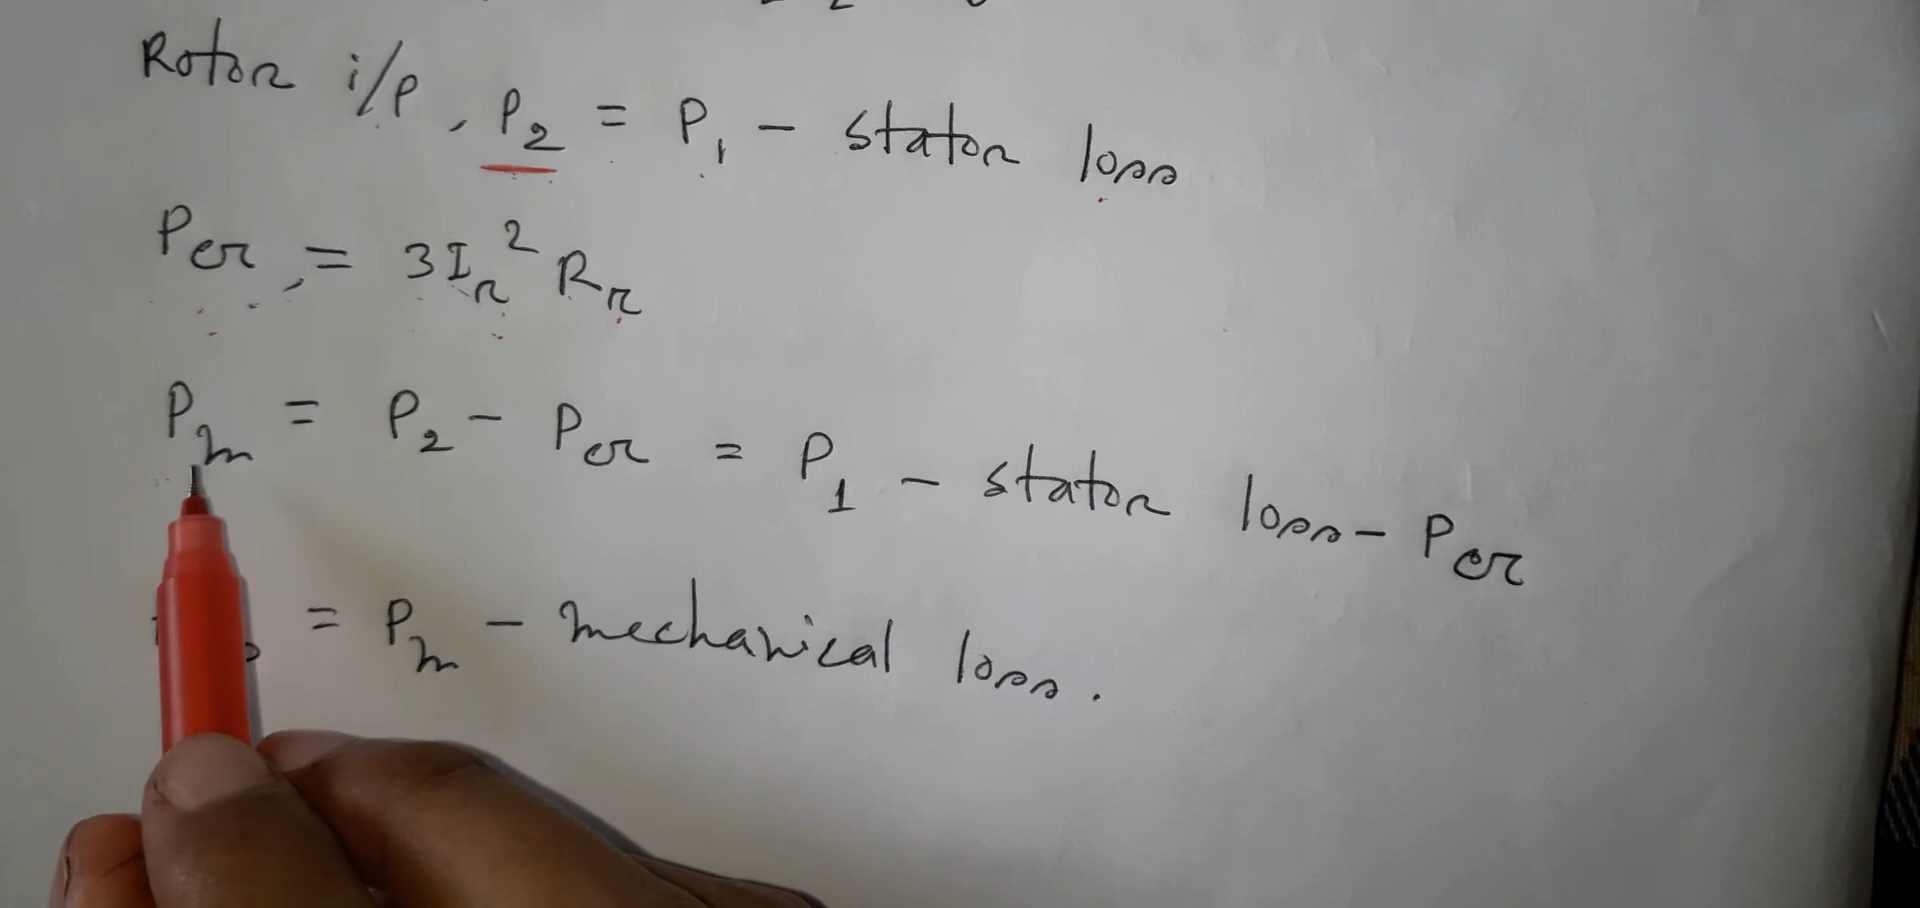 Rotor i/p, P₂ = P₁ - stator loss
Pcr, = 3Ir² Rr
Pm = P₂ - Pcr = P₁ - stator loss - Pcr
= Pm - mechanical loss.